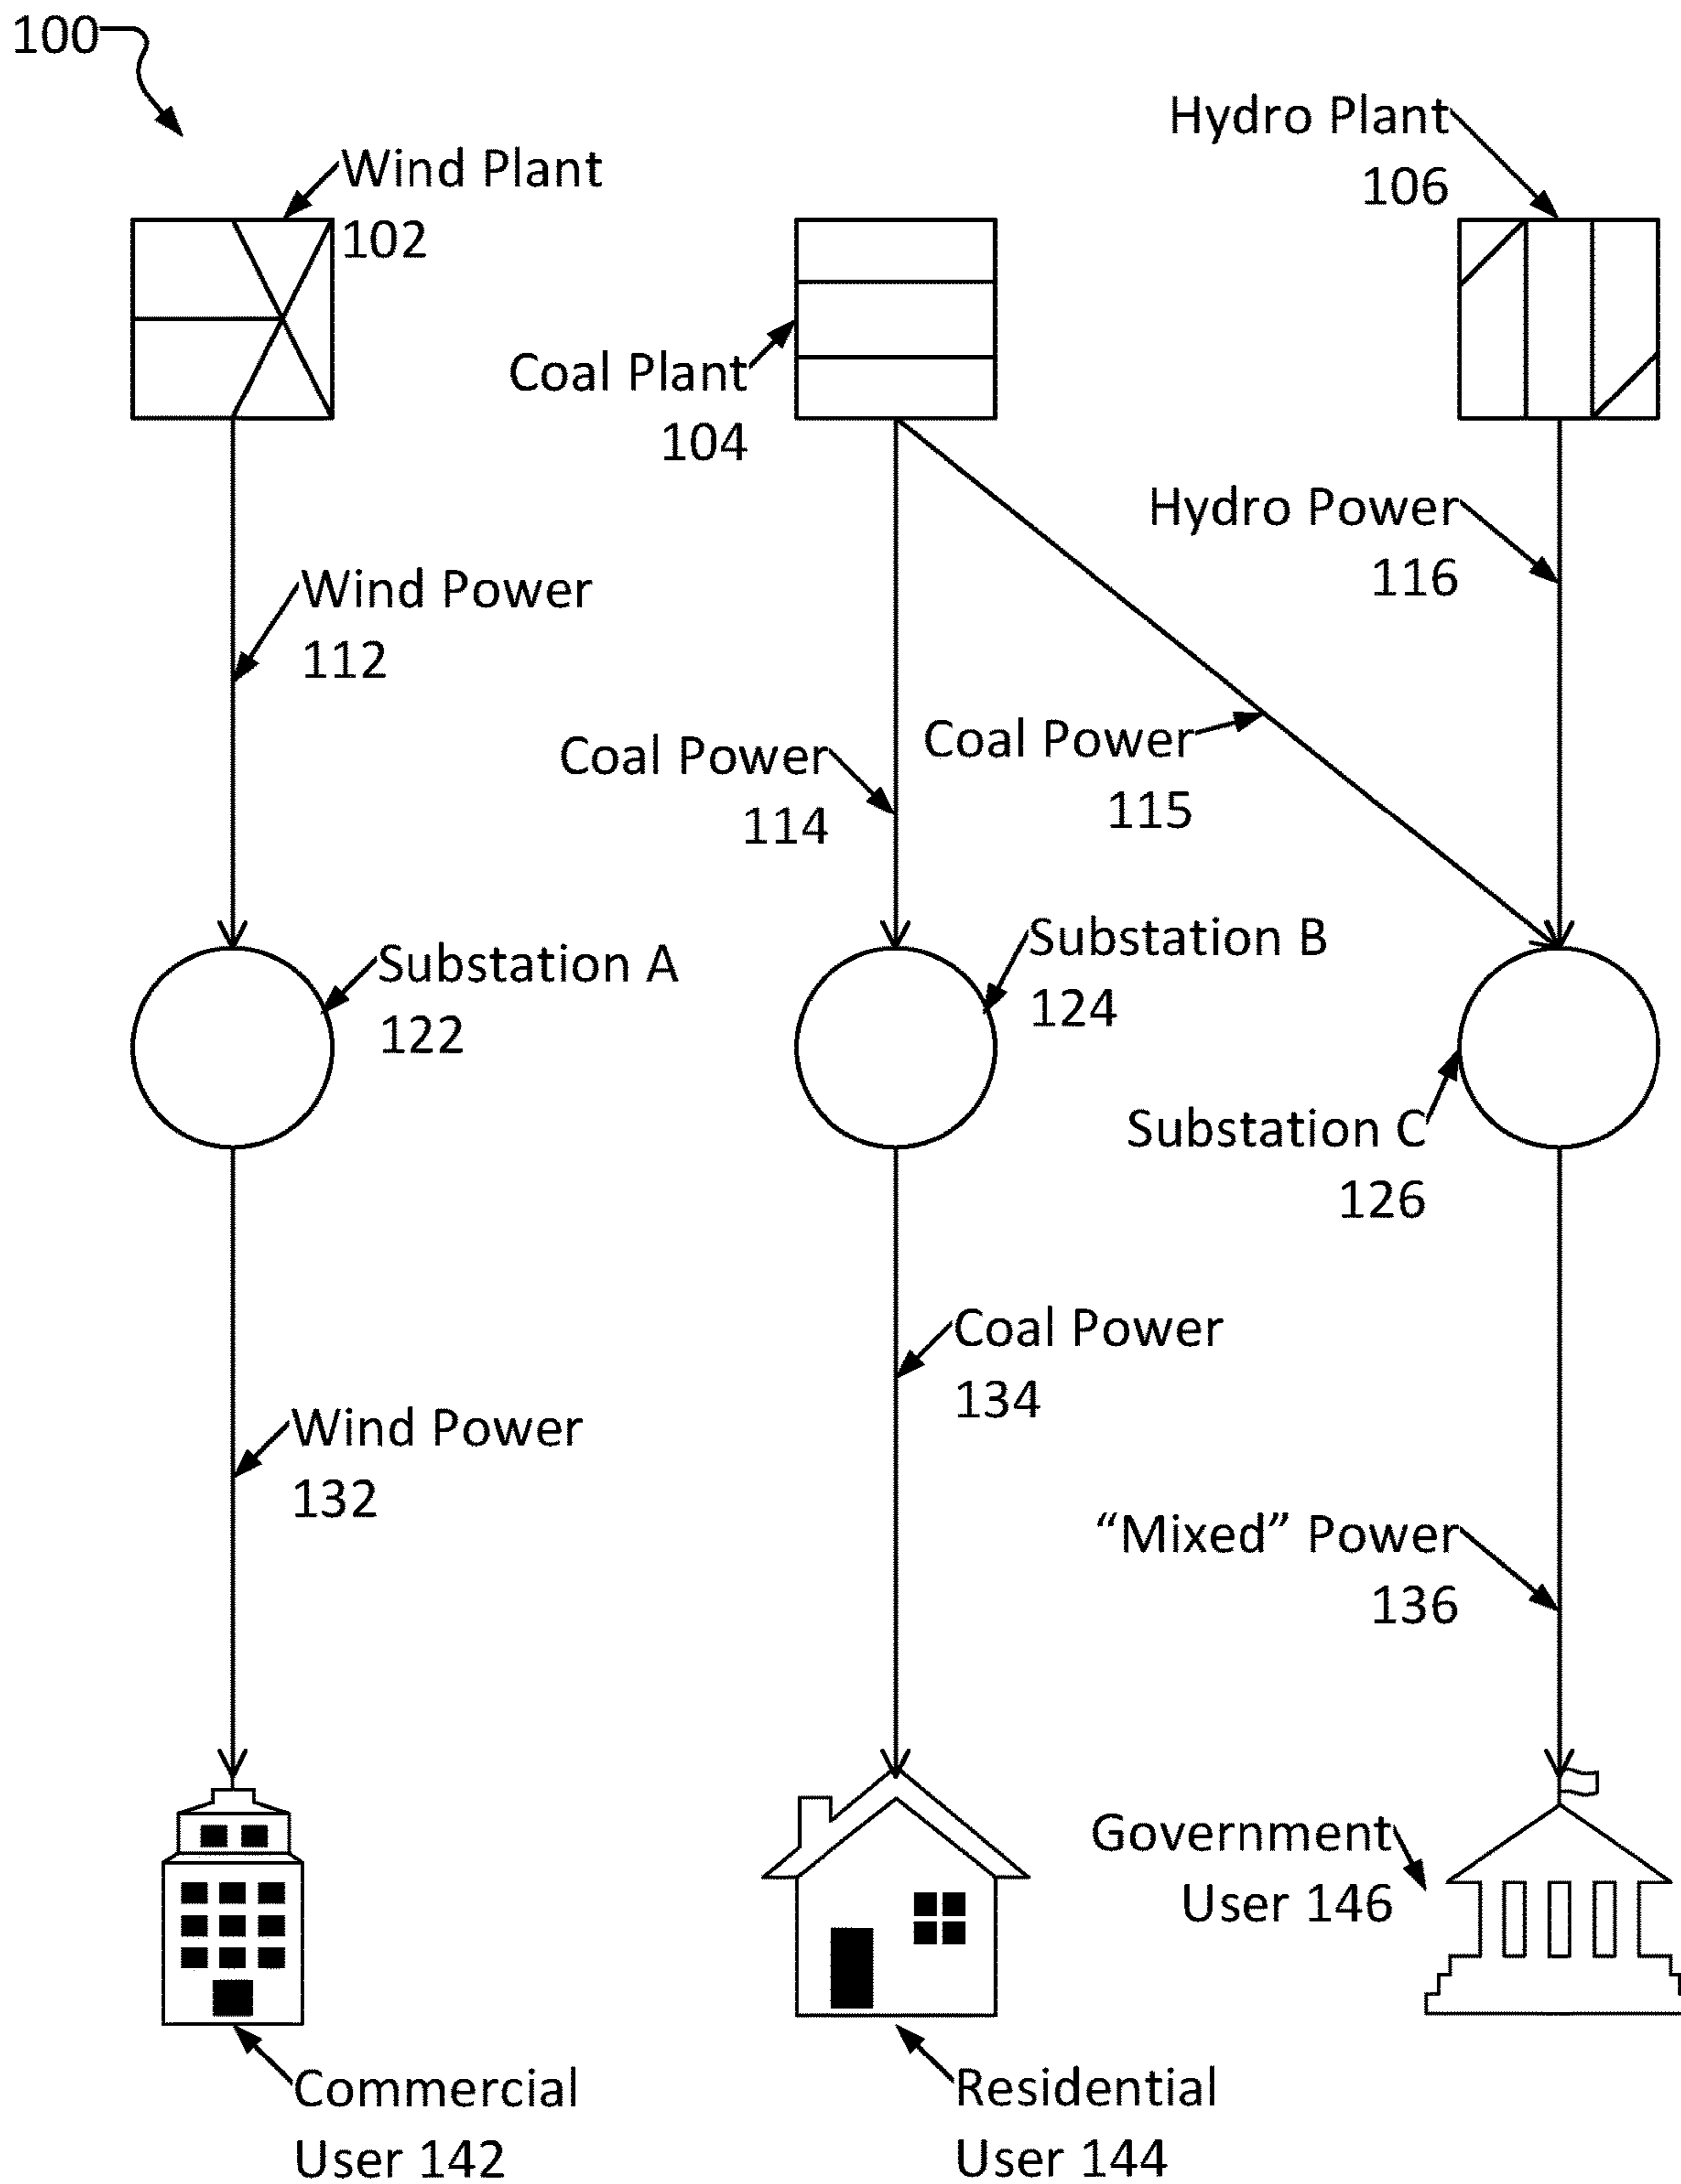 100
Hydro Plant
106
Wind Plant
102
Coal Plant
104
Hydro Power
116
Wind Power
112
Coal Power
114
Coal Power
115
Substation A
122
Substation B
124
Substation C
126
Coal Power
134
Wind Power
132
“Mixed” Power
136
Government
User 146
Commercial
User 142
Residential
User 144